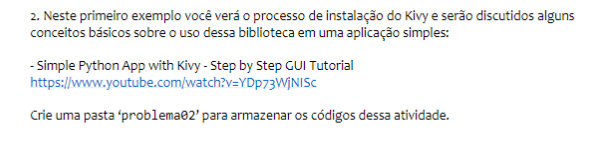 2. Neste primeiro exemplo você verá o processo de instalação do Kivy e serão discutidos alguns
conceitos básicos sobre o uso dessa biblioteca em uma aplicação simples:
- Simple Python App with Kivy - Step by Step GUI Tutorial
https://www.youtube.com/watch?v=YDp73WjNISc
Crie uma pasta ‘problema02’ para armazenar os códigos dessa atividade.